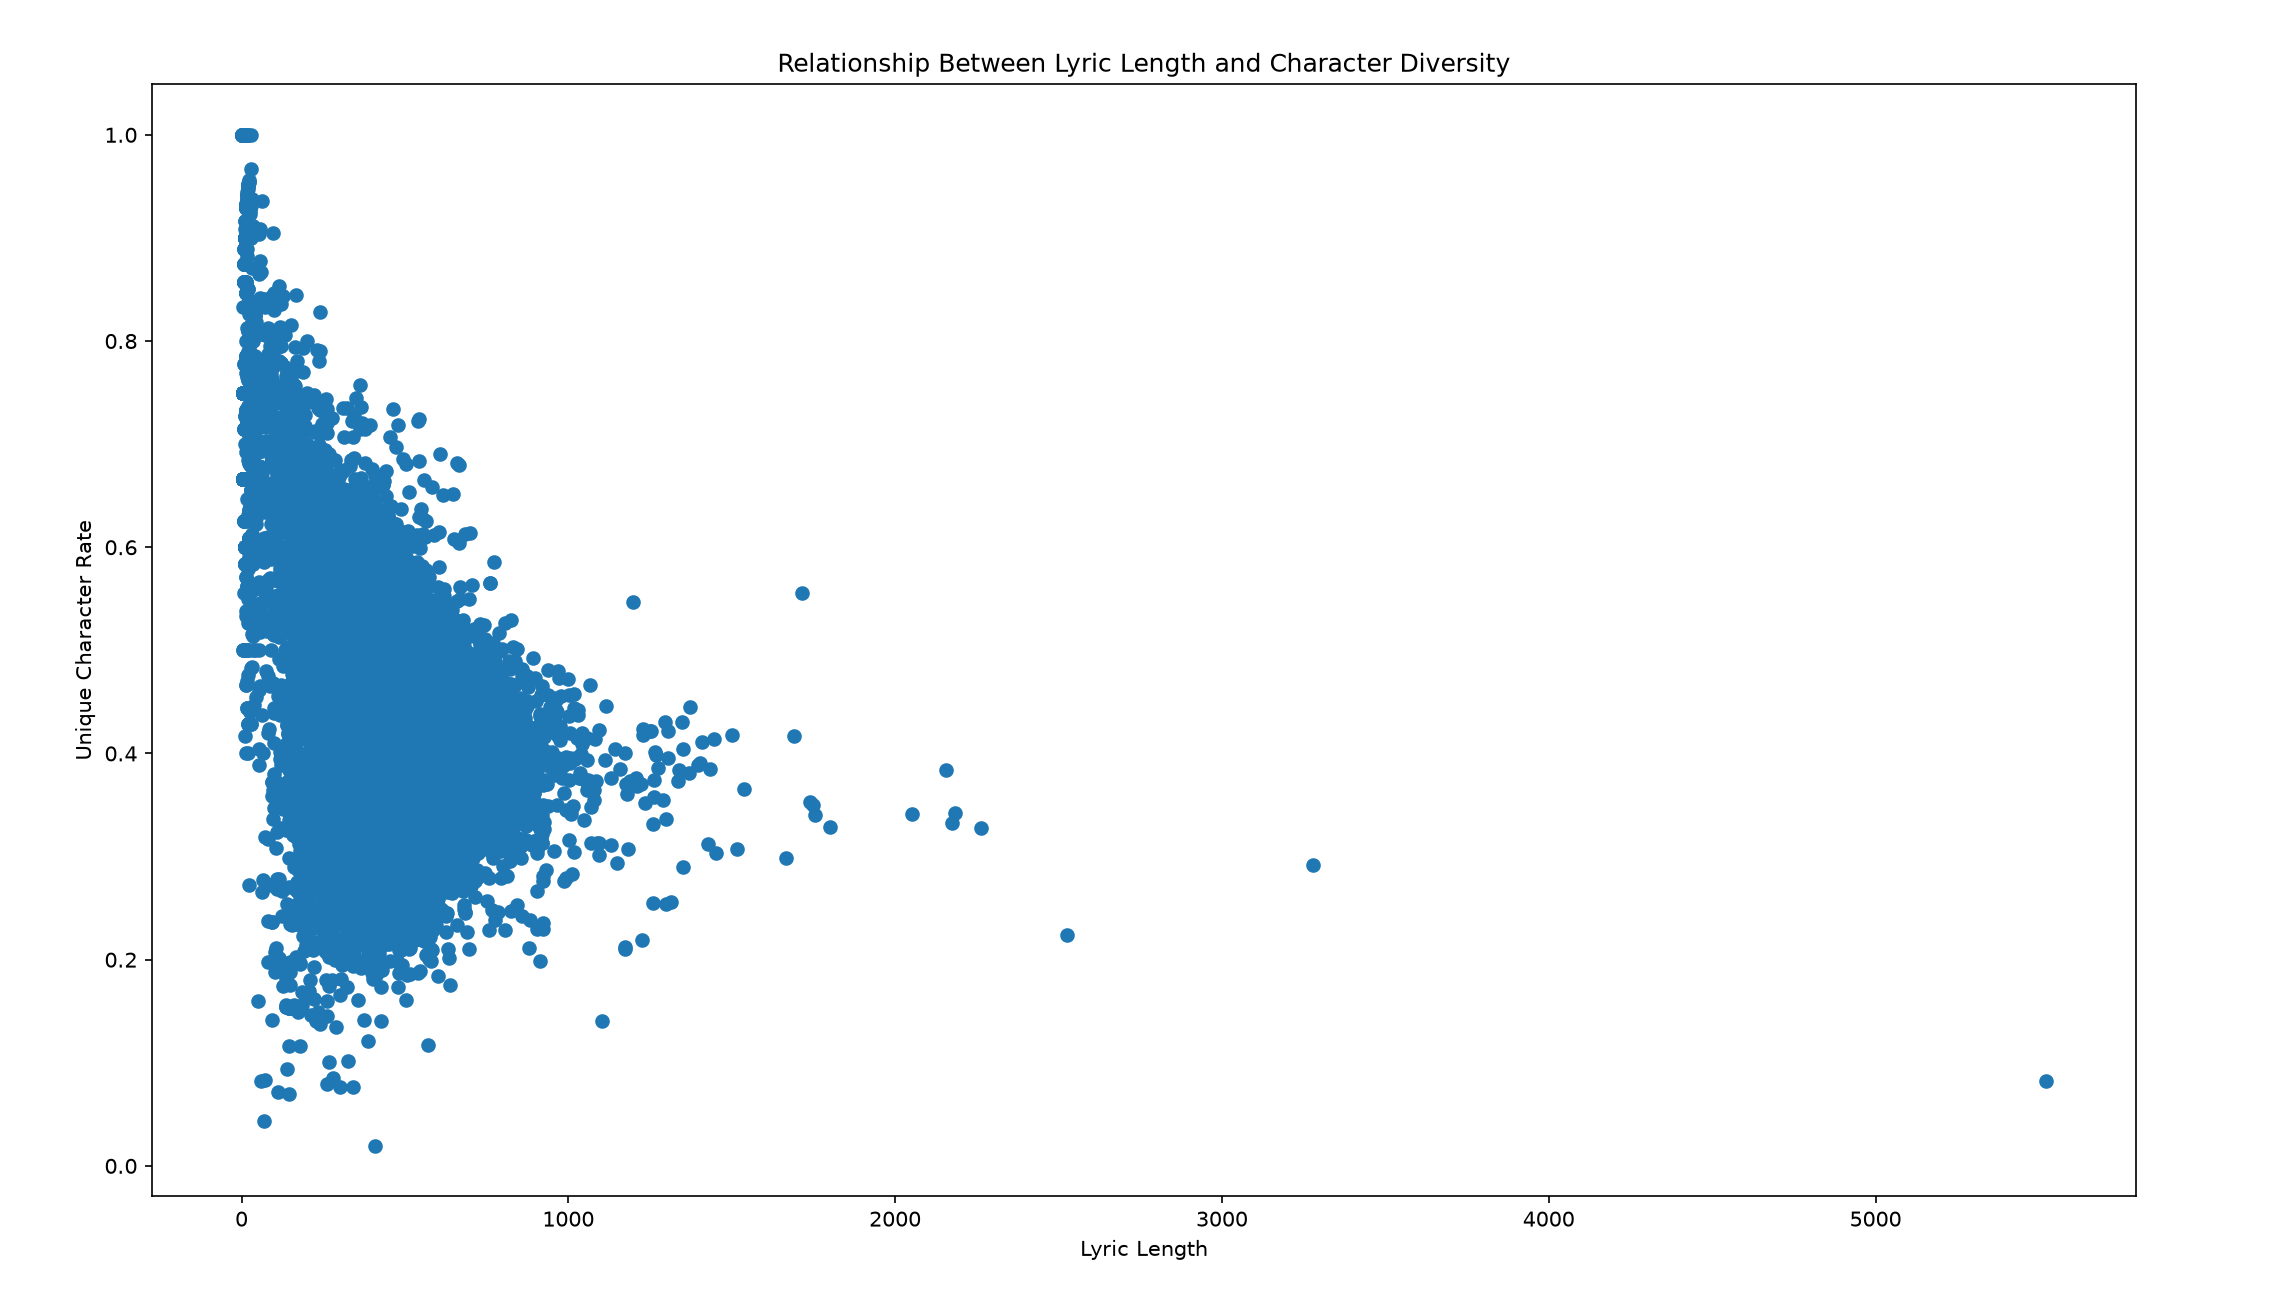 Relationship Between Lyric Length and Character Diversity
1.0
0.8
0.6
0.4
0.2
0.0
Unique Character Rate
0 1000 2000 3000 4000 5000
Lyric Length